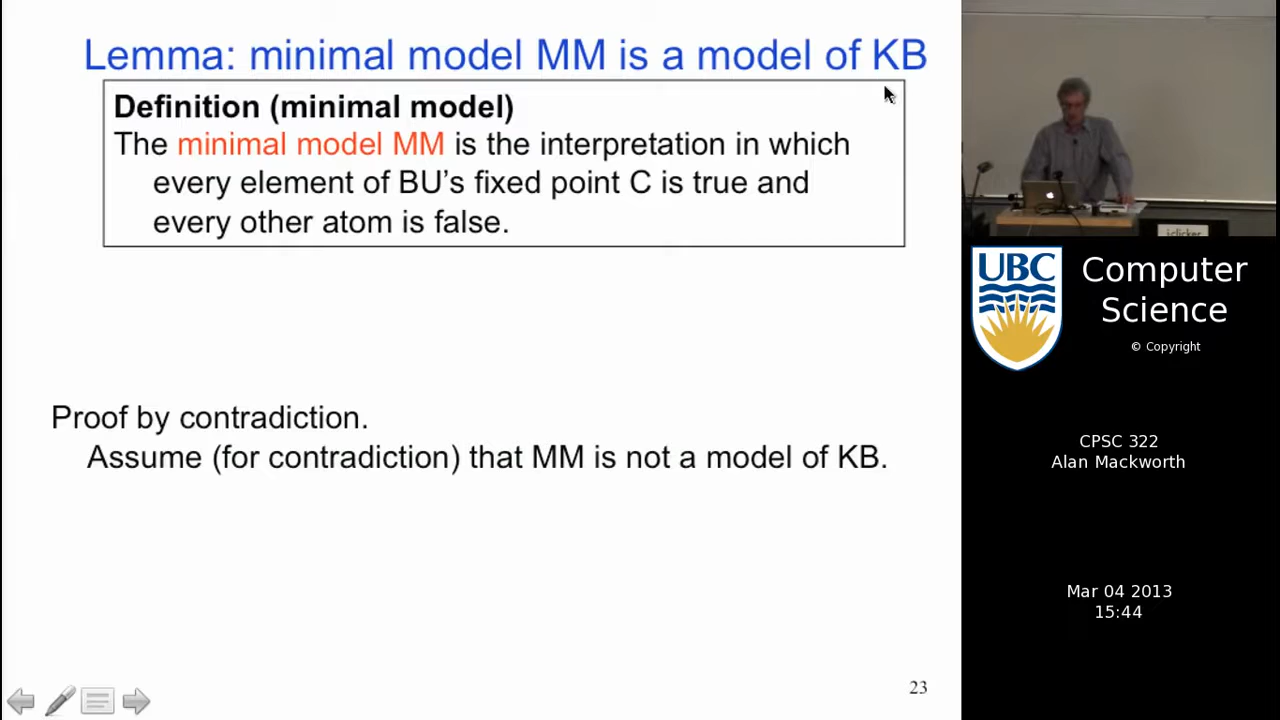 Lemma: minimal model MM is a model of KB
Definition (minimal model)
The minimal model MM is the interpretation in which
every element of BU's fixed point C is true and
every other atom is false.
Proof by contradiction.
Assume (for contradiction) that MM is not a model of KB.
23
i>clicker
UBC
Computer
Science
© Copyright
CPSC 322
Alan Mackworth
Mar 04 2013
15:44